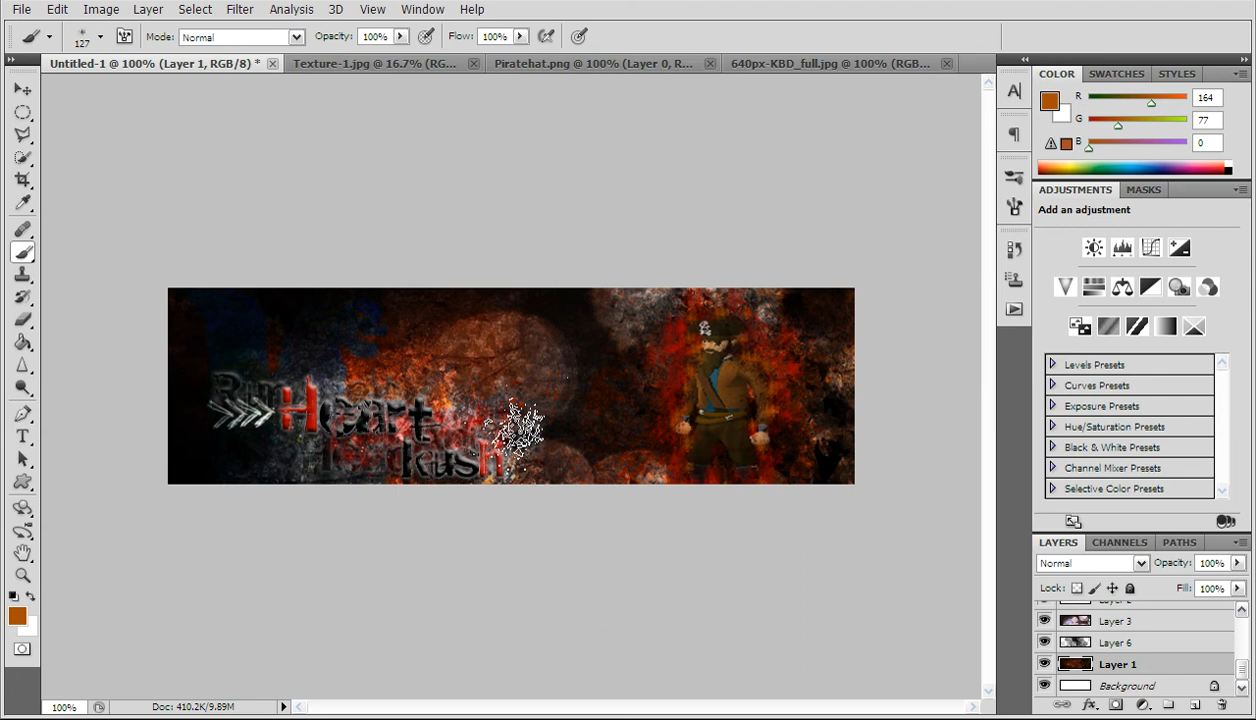 File Edit Image Layer Select Filter Analysis 3D View Window Help
127 Mode: Normal Opacity: 100% Flow: 100%
Untitled-1 @ 100% (Layer 1, RGB/8) * Texture-1.jpg @ 16.7% (RG... Piratehat.png @ 100% (Layer 0, R... 640px-KBD_full.jpg @ 100% (RGB...
COLOR SWATCHES STYLES
R 164
G 77
B 0
ADJUSTMENTS MASKS
Add an adjustment
Levels Presets
Curves Presets
Exposure Presets
Hue/Saturation Presets
Black & White Presets
Channel Mixer Presets
Selective Color Presets
Heart
kush
LAYERS CHANNELS PATHS
Normal Opacity: 100%
Lock: Fill: 100%
Layer 2
Layer 3
Layer 6
Layer 1
Background
100% Doc: 410.2K/9.89M